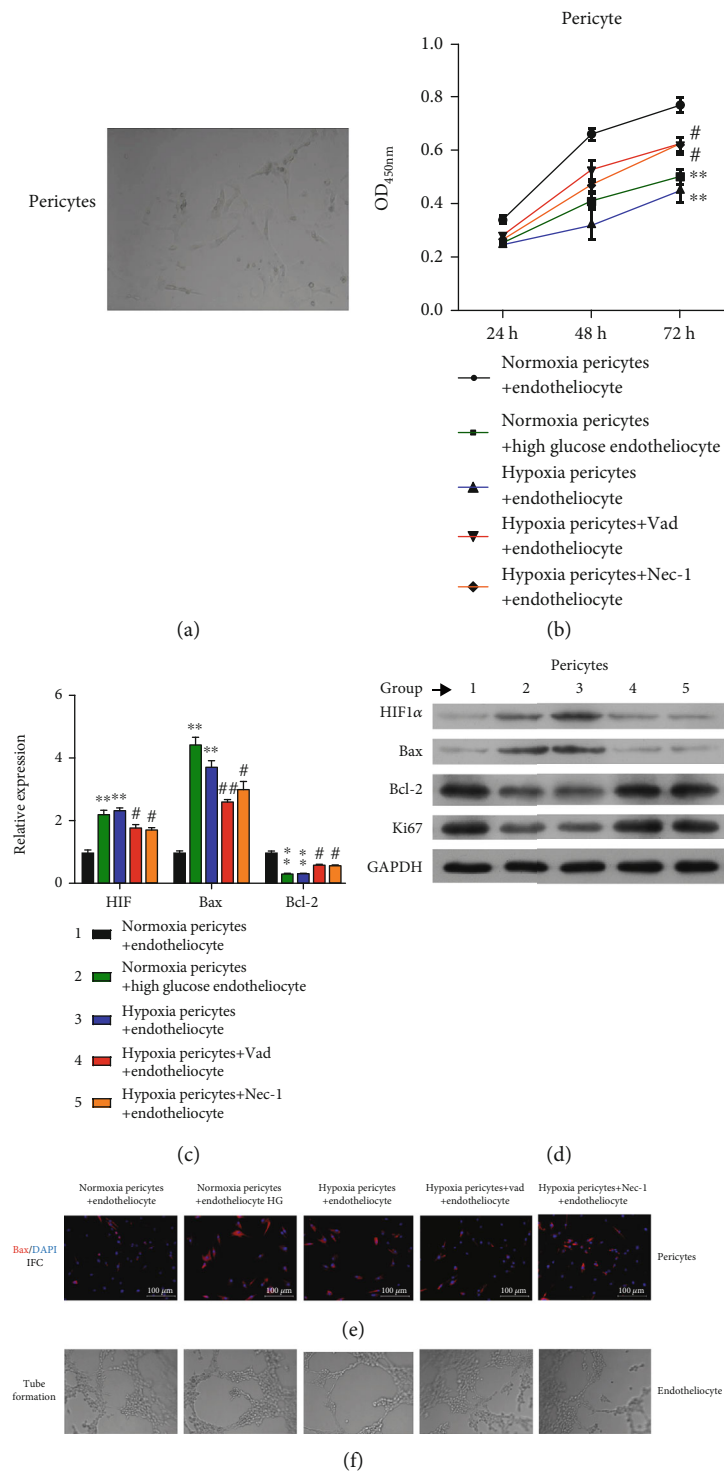 Pericytes
Pericyte
OD450nm
1.0
0.8
0.6
0.4
0.2
0.0
#
#
**
**
24 h
48 h
72 h
Normoxia pericytes
+endotheliocyte
Normoxia pericytes
+high glucose endotheliocyte
Hypoxia pericytes
+endotheliocyte
Hypoxia pericytes+Vad
+endotheliocyte
Hypoxia pericytes+Nec-1
+endotheliocyte
(a)
(b)
Relative expression
6
4
2
0
** ** # #
** ** ## #
** ** # #
HIF
Bax
Bcl-2
1 Normoxia pericytes
+endotheliocyte
2 Normoxia pericytes
+high glucose endotheliocyte
3 Hypoxia pericytes
+endotheliocyte
4 Hypoxia pericytes+Vad
+endotheliocyte
5 Hypoxia pericytes+Nec-1
+endotheliocyte
(c)
Pericytes
Group 1 2 3 4 5
HIF1α
Bax
Bcl-2
Ki67
GAPDH
(d)
Normoxia pericytes
+endotheliocyte
Normoxia pericytes
+endotheliocyte HG
Hypoxia pericytes
+endotheliocyte
Hypoxia pericytes+vad
+endotheliocyte
Hypoxia pericytes+Nec-1
+endotheliocyte
Bax/DAPI
IFC
100 μm
100 μm
100 μm
100 μm
100 μm
Pericytes
(e)
Tube
formation
Endotheliocyte
(f)